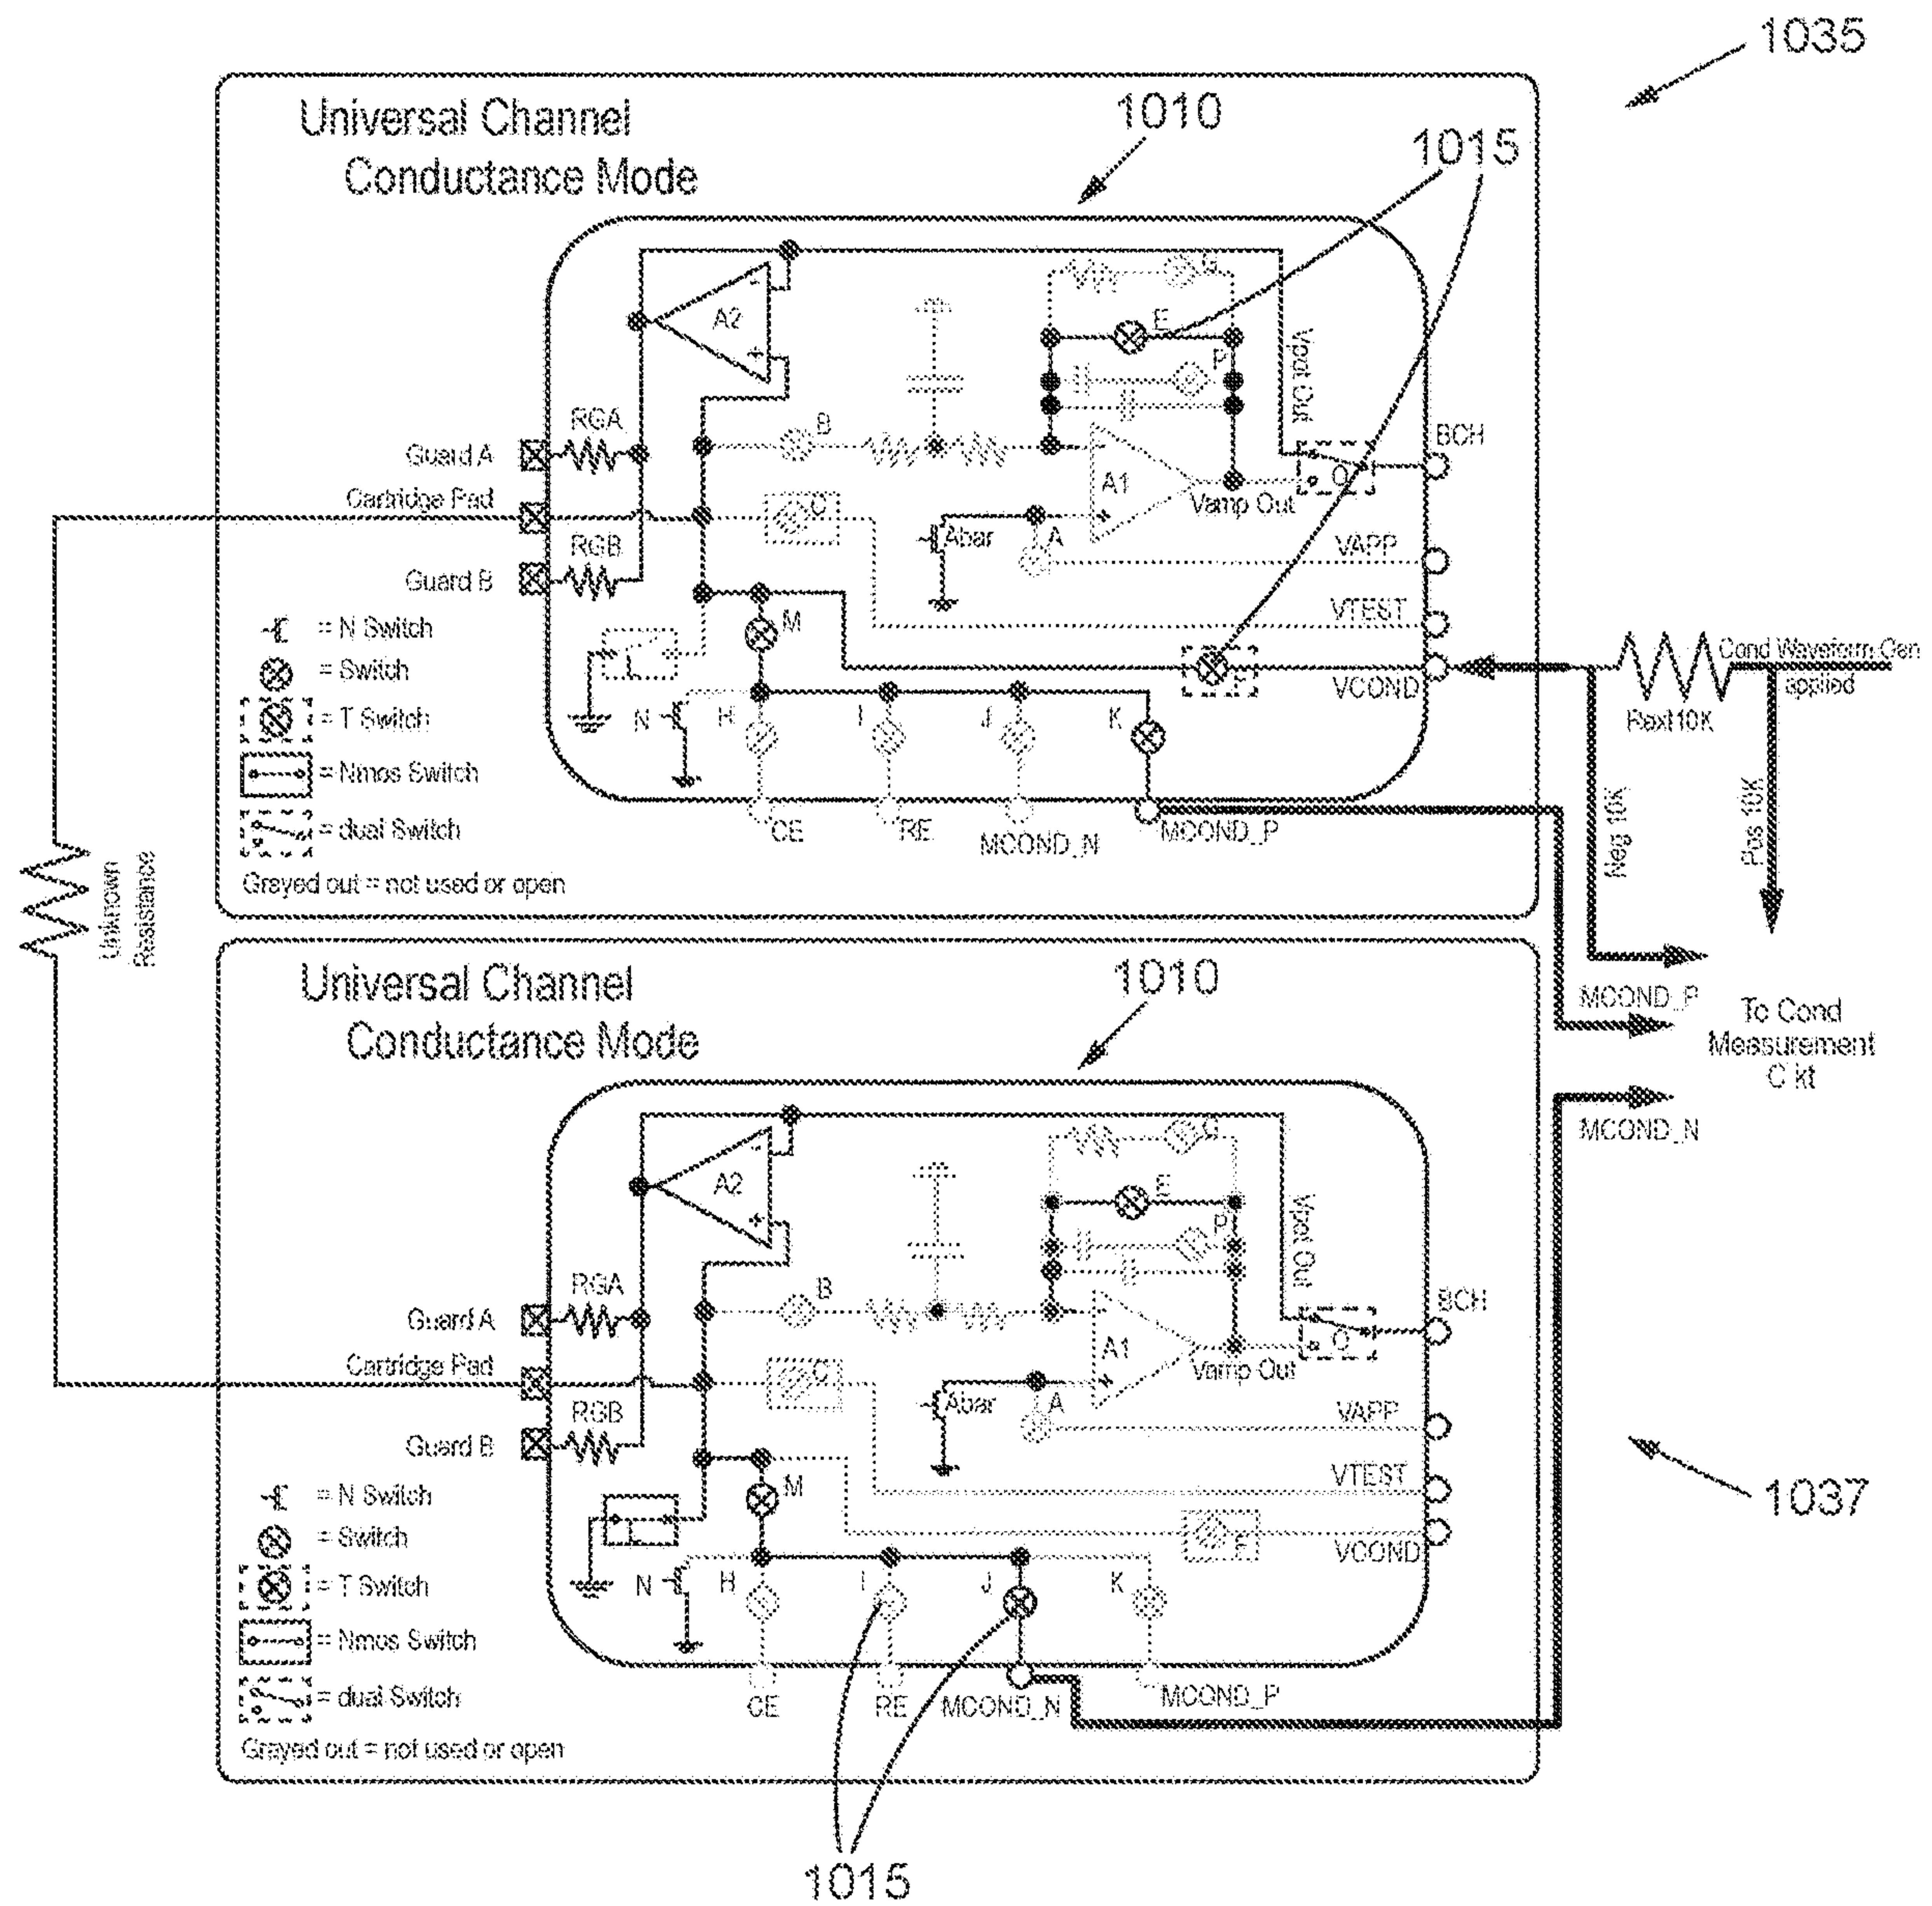 1035
Universal Channel
Conductance Mode
1010
1015
A2
G
E
P
Vpot Out
RGA
Guard A
B
BCH
Cartridge Pad
C
A1
Vamp Out
Q
Abar
A
RGB
VAPP
Guard B
VTEST
= N Switch
M
= Switch
L
F
VCOND
Cond Waveform Gen
applied
Rext10K
= T Switch
N
H
I
J
K
= Nmos Switch
Neg 10K
Pos 10K
= dual Switch
CE
RE
MCOND_N
MCOND_P
Grayed out = not used or open
Unknown
Resistance
MCOND_P
To Cond
Measurement
C kt
MCOND_N
Universal Channel
Conductance Mode
1010
A2
G
E
P
Vpot Out
RGA
Guard A
B
BCH
Cartridge Pad
C
A1
Vamp Out
Q
Abar
A
RGB
VAPP
Guard B
VTEST
= N Switch
M
= Switch
L
F
VCOND
= T Switch
N
H
I
J
K
1037
= Nmos Switch
= dual Switch
CE
RE
MCOND_N
MCOND_P
Grayed out = not used or open
1015